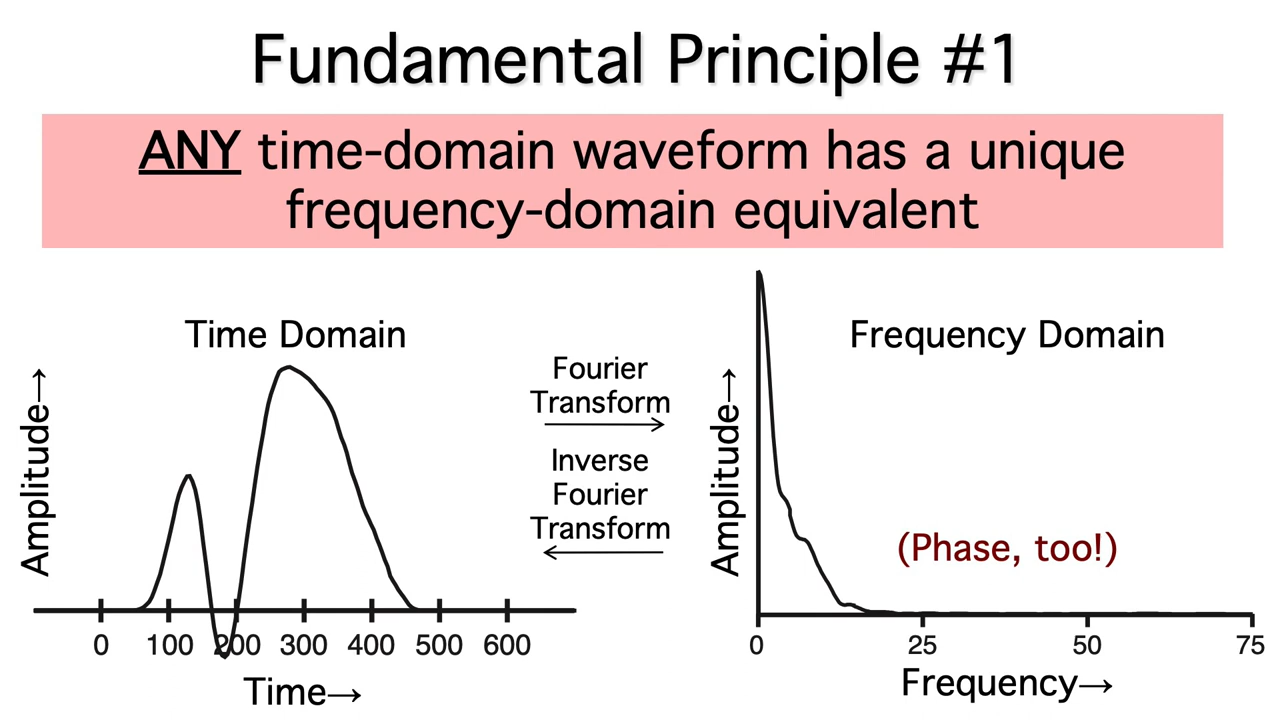 Fundamental Principle #1
ANY time-domain waveform has a unique
frequency-domain equivalent
Time Domain
Amplitude→
0 100 200 300 400 500 600
Time→
Fourier
Transform
Inverse
Fourier
Transform
Frequency Domain
Amplitude→
(Phase, too!)
0 25 50 75
Frequency→